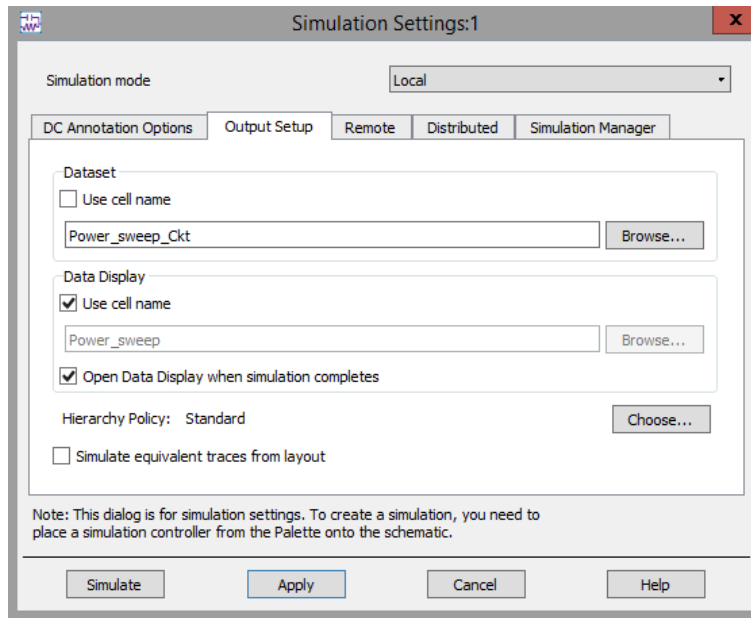 Simulation Settings:1
x
Simulation mode
Local
DC Annotation Options
Output Setup
Remote
Distributed
Simulation Manager
Dataset
Use cell name
Power_sweep_Ckt
Browse...
Data Display
Use cell name
Power_sweep
Browse...
Open Data Display when simulation completes
Hierarchy Policy: Standard
Choose...
Simulate equivalent traces from layout
Note: This dialog is for simulation settings. To create a simulation, you need to
place a simulation controller from the Palette onto the schematic.
Simulate
Apply
Cancel
Help